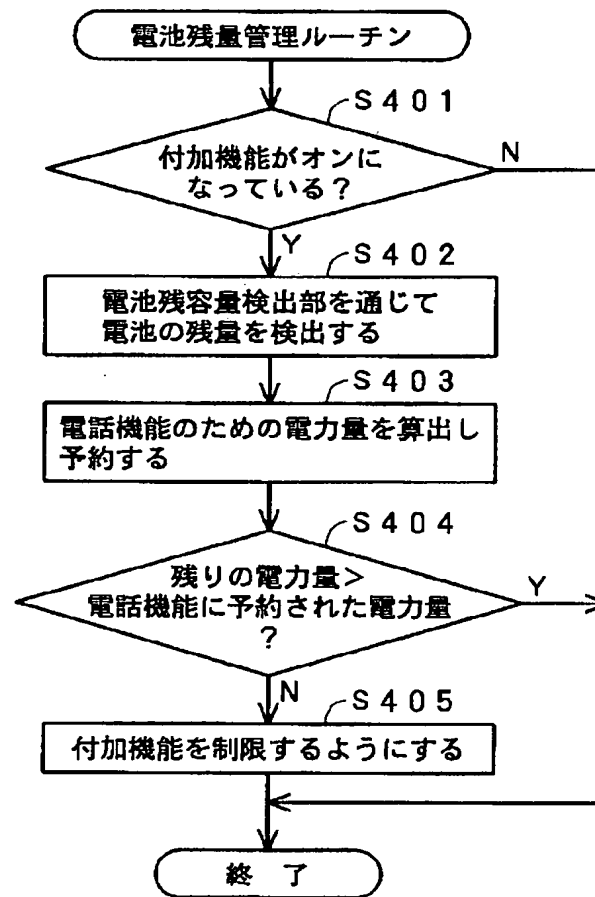 電池残量管理ルーチン
S401
付加機能がオンに
なっている?
N
Y
S402
電池残容量検出部を通じて
電池の残量を検出する
S403
電話機能のための電力量を算出し
予約する
S404
残りの電力量>
電話機能に予約された電力量
?
Y
N
S405
付加機能を制限するようにする
終 了